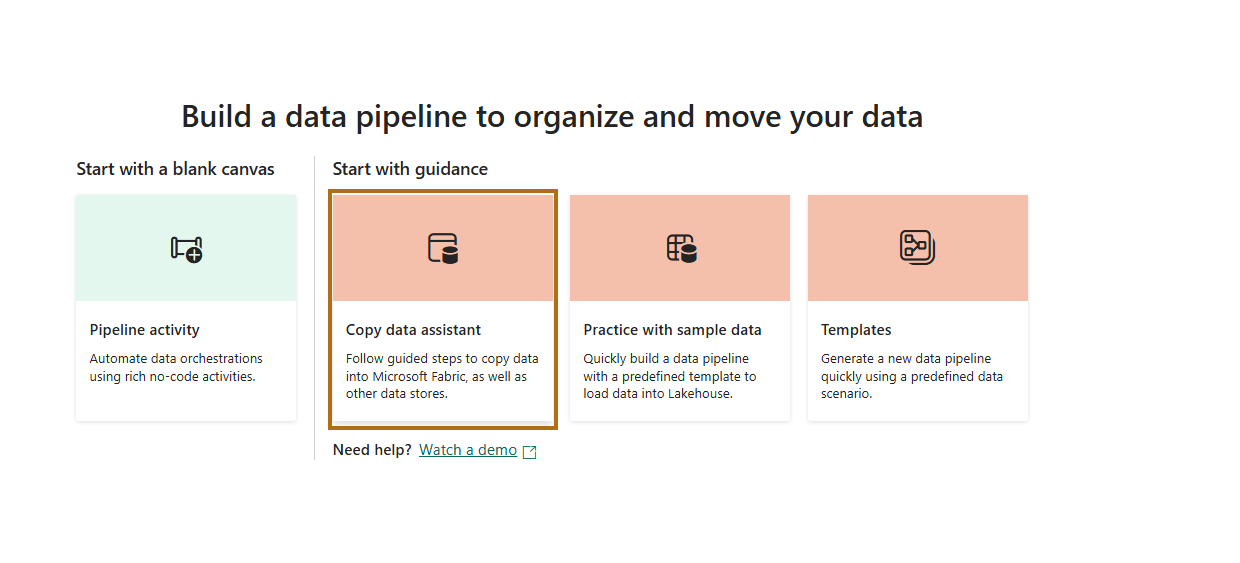 Build a data pipeline to organize and move your data
Start with a blank canvas
Start with guidance
Pipeline activity
Automate data orchestrations
using rich no-code activities.
Copy data assistant
Follow guided steps to copy data
into Microsoft Fabric, as well as
other data stores.
Practice with sample data
Quickly build a data pipeline
with a predefined template to
load data into Lakehouse.
Templates
Generate a new data pipeline
quickly using a predefined data
scenario.
Need help? Watch a demo